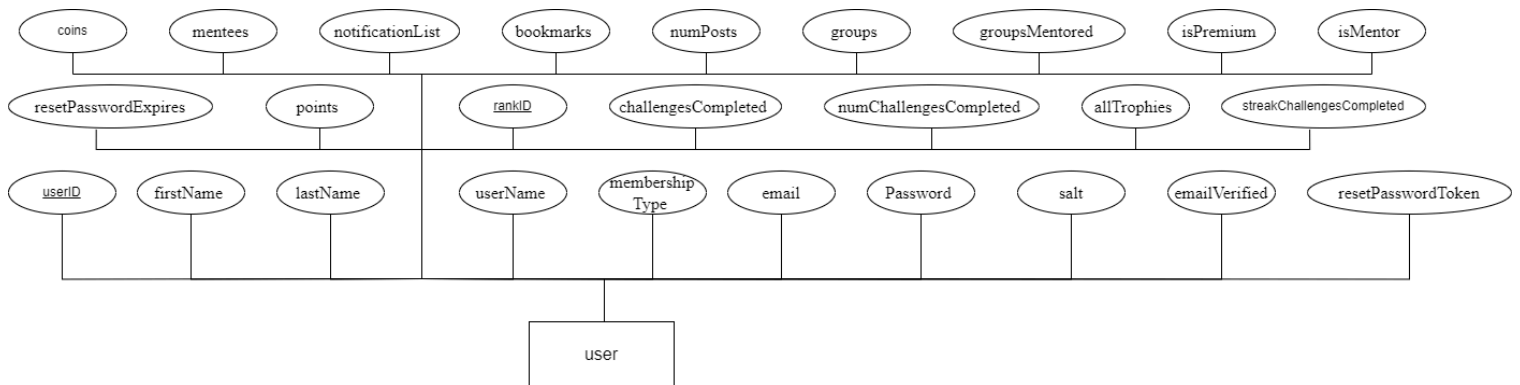 coins
mentees
notificationList
bookmarks
numPosts
groups
groupsMentored
isPremium
isMentor
resetPasswordExpires
points
rankID
challengesCompleted
numChallengesCompleted
allTrophies
streakChallengesCompleted
userID
firstName
lastName
userName
membership
Type
email
Password
salt
emailVerified
resetPasswordToken
user